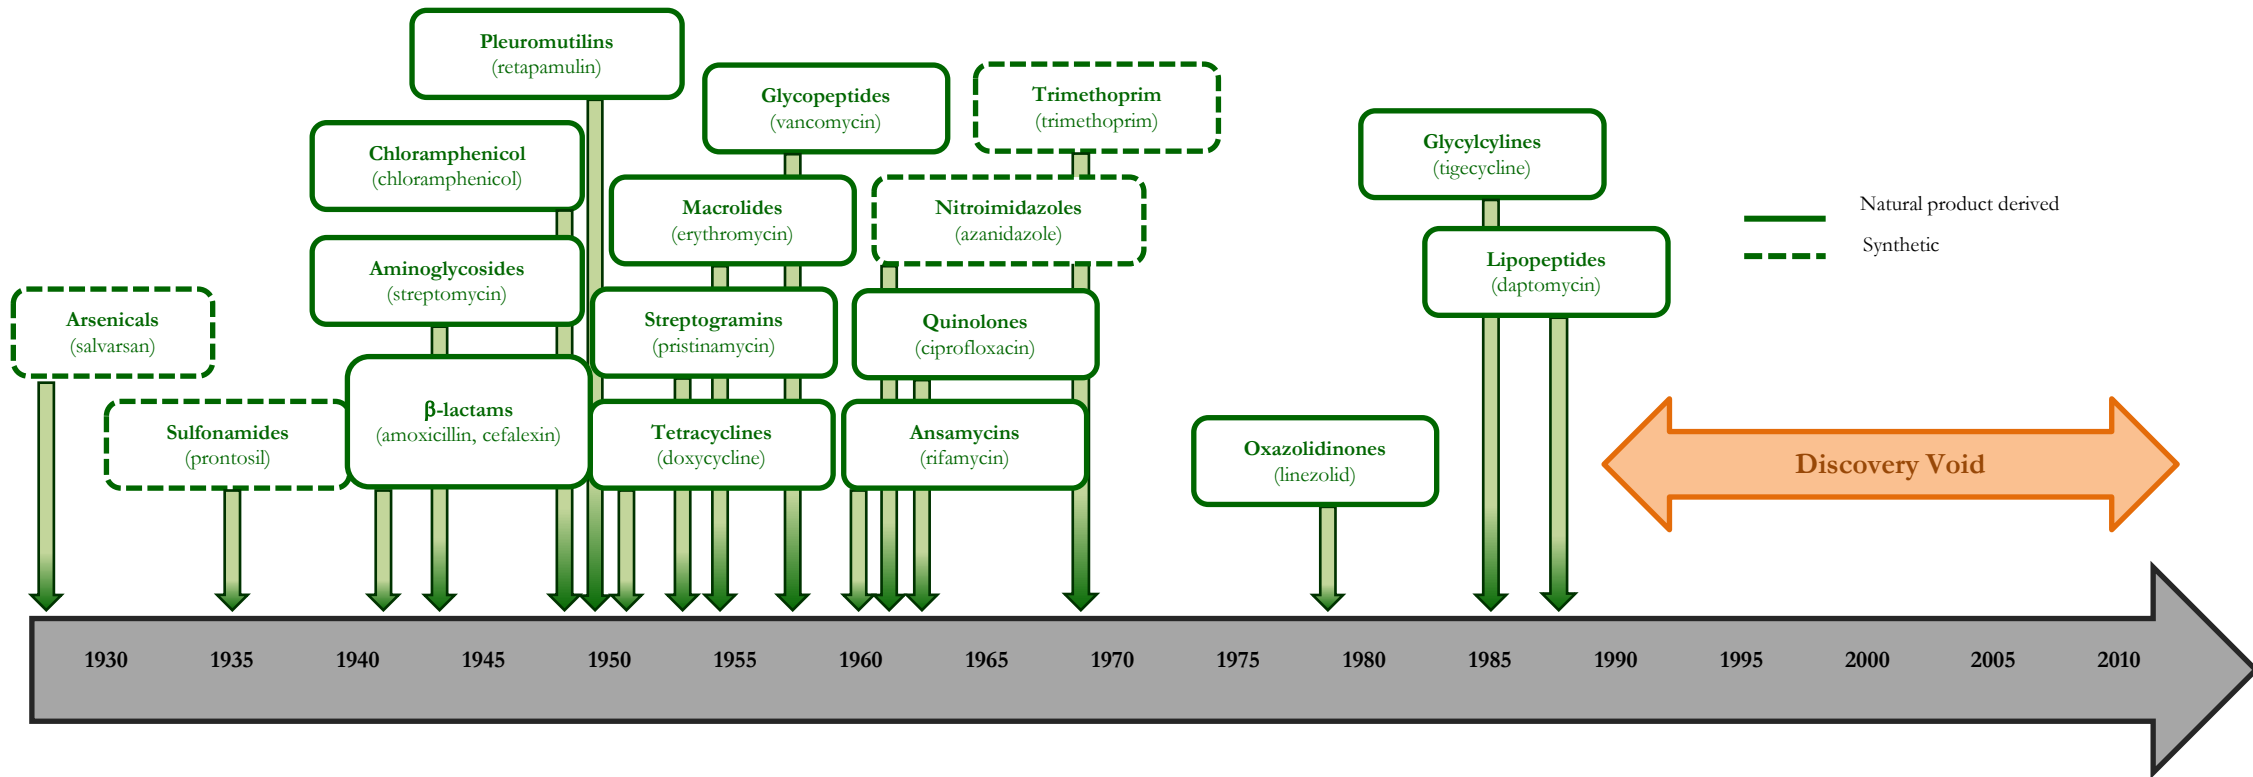 Pleuromutilins
(retapamulin)
Glycopeptides
(vancomycin)
Trimethoprim
(trimethoprim)
Chloramphenicol
(chloramphenicol)
Glycylcylines
(tigecycline)
Macrolides
(erythromycin)
Nitroimidazoles
(azanidazole)
Natural product derived
Synthetic
Aminoglycosides
(streptomycin)
Lipopeptides
(daptomycin)
Arsenicals
(salvarsan)
Streptogramins
(pristinamycin)
Quinolones
(ciprofloxacin)
Sulfonamides
(prontosil)
β-lactams
(amoxicillin, cefalexin)
Tetracyclines
(doxycycline)
Ansamycins
(rifamycin)
Oxazolidinones
(linezolid)
Discovery Void
1930 1935 1940 1945 1950 1955 1960 1965 1970 1975 1980 1985 1990 1995 2000 2005 2010